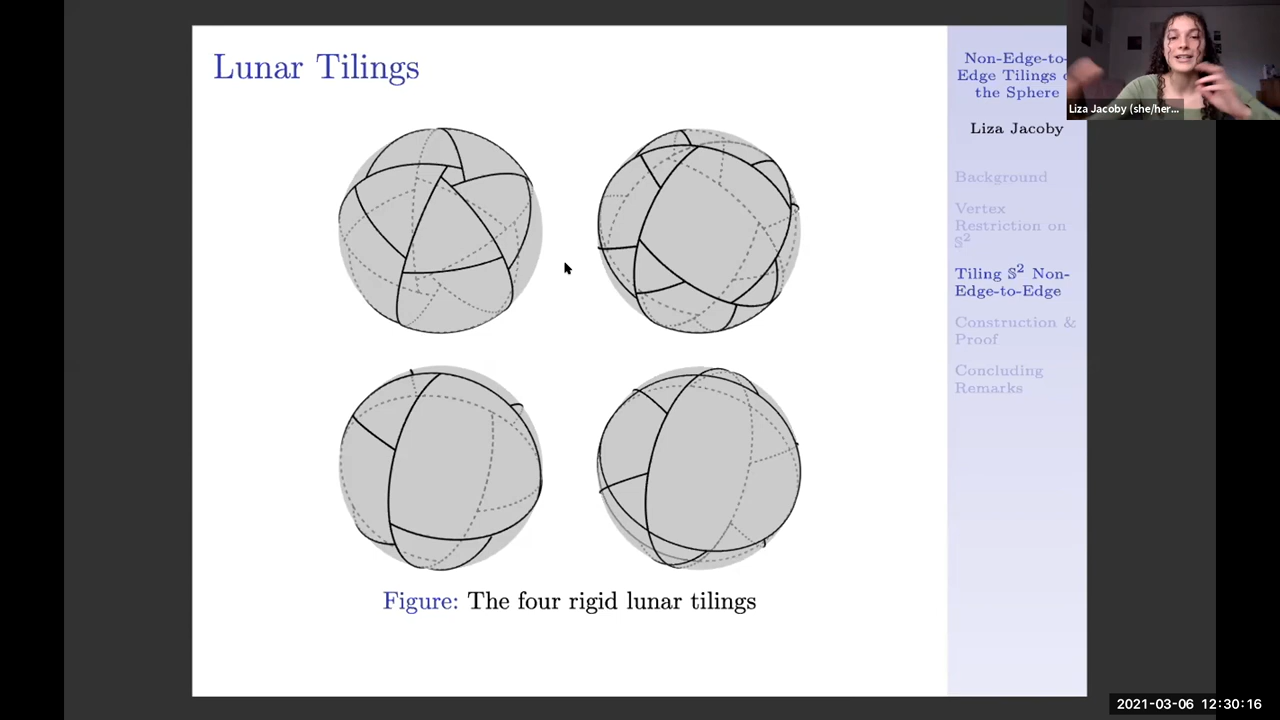 Lunar Tilings
Figure: The four rigid lunar tilings
Non-Edge-to-
Edge Tilings
the Sphere
Liza Jacoby
Background
Vertex
Restriction on
𝕊²
Tiling 𝕊² Non-
Edge-to-Edge
Construction &
Proof
Concluding
Remarks
Liza Jacoby (she/her...
2021-03-06 12:30:16